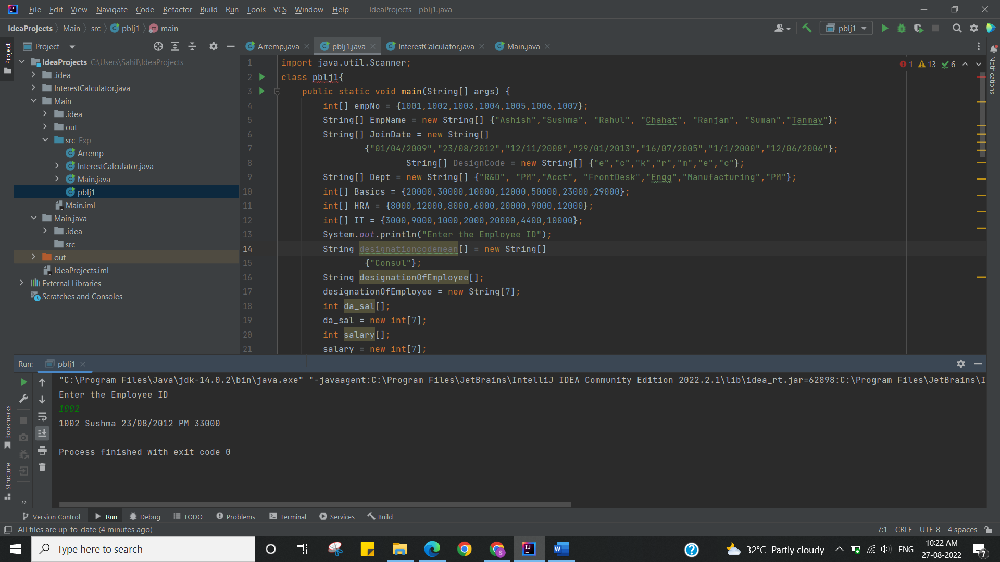 File Edit View Navigate Code Refactor Build Run Tools VCS Window Help IdeaProjects - pblj1.java
IdeaProjects Main src pblj1 main
pblj1
Project
Arremp.java pblj1.java InterestCalculator.java Main.java
Project
IdeaProjects C:\Users\Sahil\IdeaProjects
.idea
InterestCalculator.java
Main
.idea
out
src Exp
Arremp
InterestCalculator.java
Main.java
pblj1
Main.iml
Main.java
.idea
src
out
IdeaProjects.iml
External Libraries
Scratches and Consoles
1 13 6
Notifications
1 import java.util.Scanner;
2 class pblj1{
3 public static void main(String[] args) {
4 int[] empNo = {1001,1002,1003,1004,1005,1006,1007};
5 String[] EmpName = new String[] {"Ashish","Sushma", "Rahul", "Chahat", "Ranjan", "Suman","Tanmay"};
6 String[] JoinDate = new String[]
7 {"01/04/2009","23/08/2012","12/11/2008","29/01/2013","16/07/2005","1/1/2000","12/06/2006"};
8 String[] DesignCode = new String[] {"e","c","k","r","m","e","c"};
9 String[] Dept = new String[] {"R&D", "PM","Acct", "FrontDesk","Engg","Manufacturing","PM"};
10 int[] Basics = {20000,30000,10000,12000,50000,23000,29000};
11 int[] HRA = {8000,12000,8000,6000,20000,9000,12000};
12 int[] IT = {3000,9000,1000,2000,20000,4400,10000};
13 System.out.println("Enter the Employee ID");
14 String designationcodemean[] = new String[]
15 {"Consul"};
16 String designationOfEmployee[];
17 designationOfEmployee = new String[7];
18 int da_sal[];
19 da_sal = new int[7];
20 int salary[];
21 salary = new int[7];
Run: pblj1
"C:\Program Files\Java\jdk-14.0.2\bin\java.exe" "-javaagent:C:\Program Files\JetBrains\IntelliJ IDEA Community Edition 2022.2.1\lib\idea_rt.jar=62898:C:\Program Files\JetBrains\I
Enter the Employee ID
1002
1002 Sushma 23/08/2012 PM 33000
Process finished with exit code 0
Bookmarks
Structure
Version Control Run Debug TODO Problems Terminal Services Build
All files are up-to-date (4 minutes ago)
7:1 CRLF UTF-8 4 spaces
Type here to search
32°C Partly cloudy
ENG
10:22 AM
27-08-2022
7